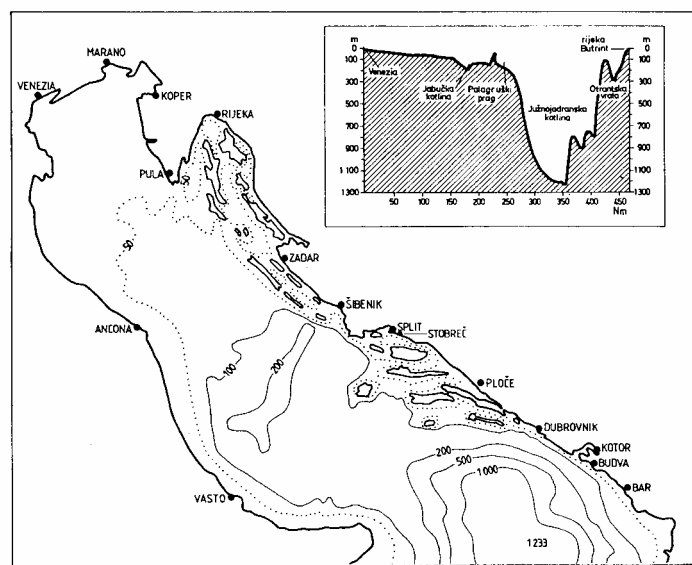 MARANO
VENEZIA
KOPER
RIJEKA
PULA
50
50
ZADAR
ŠIBENIK
ANCONA
SPLIT
STOBREČ
100
200
PLOČE
DUBROVNIK
200
500
1000
KOTOR
BUDVA
BAR
VASTO
1233
m
0
100
300
500
700
900
1100
1300
Venezia
Jabučka
kotlina
Palagruški
prag
Južnojadranska
kotlina
rijeka
Butrint
Otrantska
vrata
m
0
100
300
500
700
900
1100
1300
50
100
150
200
250
300
350
400
450
Nm